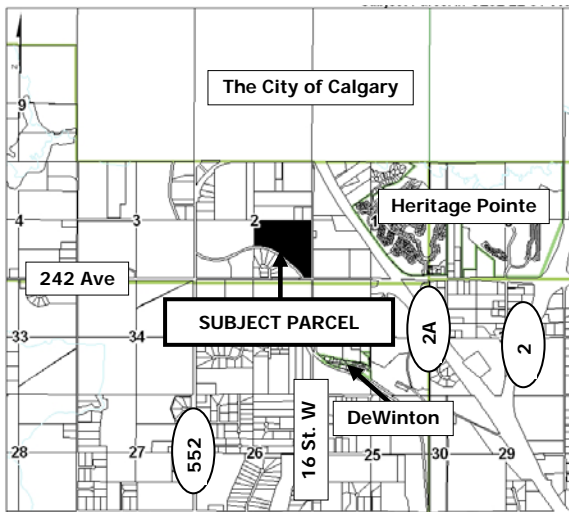 The City of Calgary
9
4
3
2
1
Heritage Pointe
242 Ave
SUBJECT PARCEL
33
34
2A
2
DeWinton
28
27
552
26
16 St. W
25
30
29